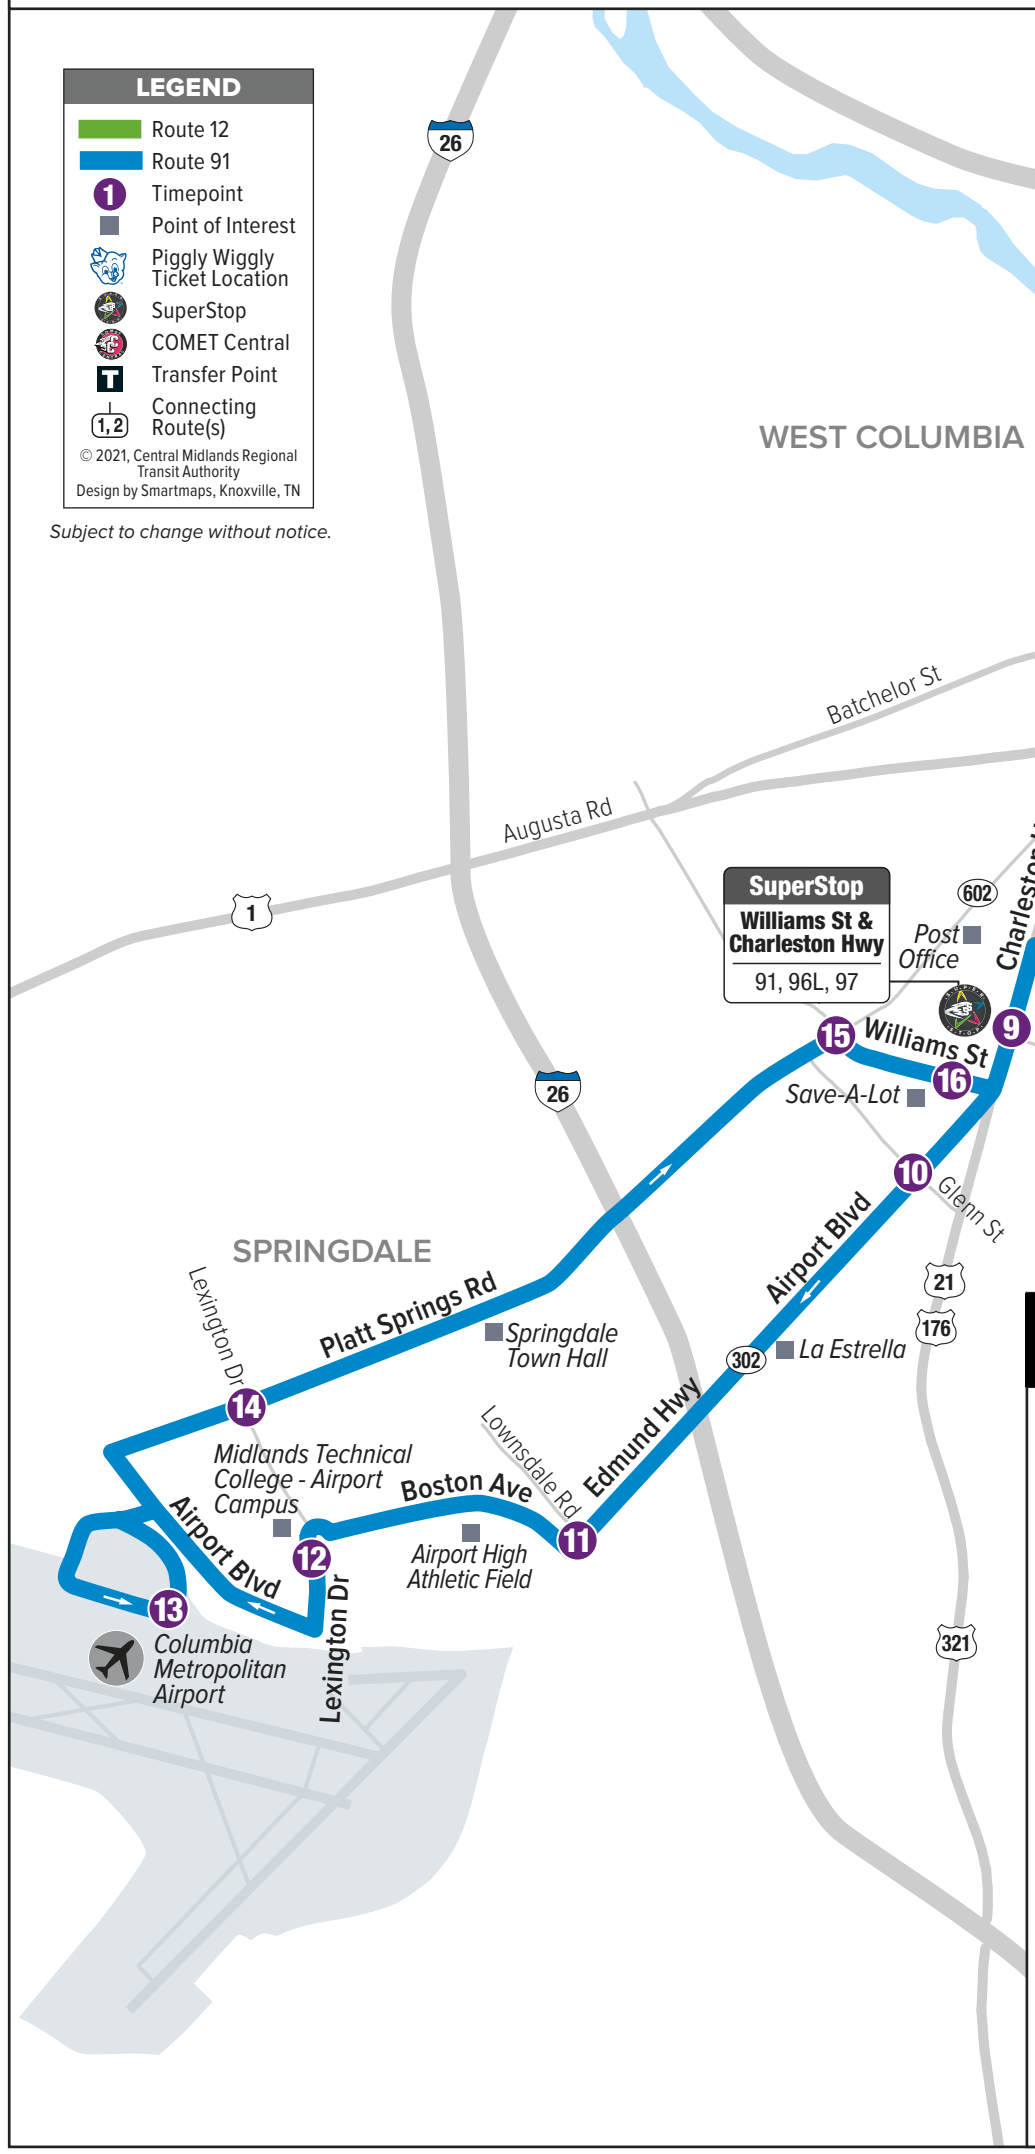 LEGEND
Route 12
Route 91
1
Timepoint
Point of Interest
Piggly Wiggly
Ticket Location
SuperStop
COMET Central
T
Transfer Point
1, 2
Connecting
Route(s)
© 2021, Central Midlands Regional
Transit Authority
Design by Smartmaps, Knoxville, TN
Subject to change without notice.
26
WEST COLUMBIA
Batchelor St
Augusta Rd
1
SuperStop
Williams St &
Charleston Hwy
91, 96L, 97
602
Post
Office
Charleston
9
15
Williams St
16
Save-A-Lot
26
10
Glenn St
Airport Blvd
SPRINGDALE
21
176
Lexington Dr
Platt Springs Rd
Springdale
Town Hall
302
La Estrella
14
Edmund Hwy
Lownsdale Rd
Midlands Technical
College - Airport
Campus
Boston Ave
11
Airport High
Athletic Field
12
Airport Blvd
13
Lexington Dr
Columbia
Metropolitan
Airport
321